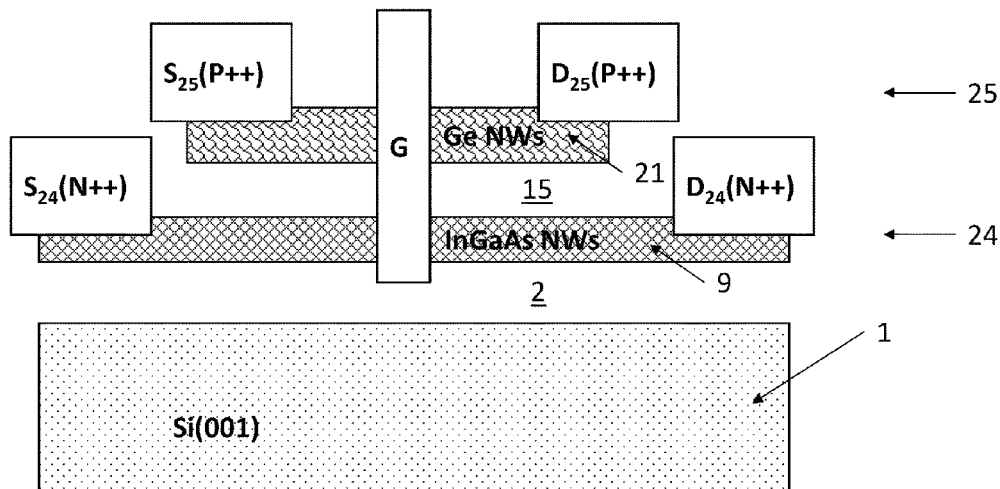 S₂₅(P++)
D₂₅(P++)
25
G
Ge NWs
S₂₄(N++)
21
D₂₄(N++)
15
InGaAs NWs
24
9
2
1
Si(001)